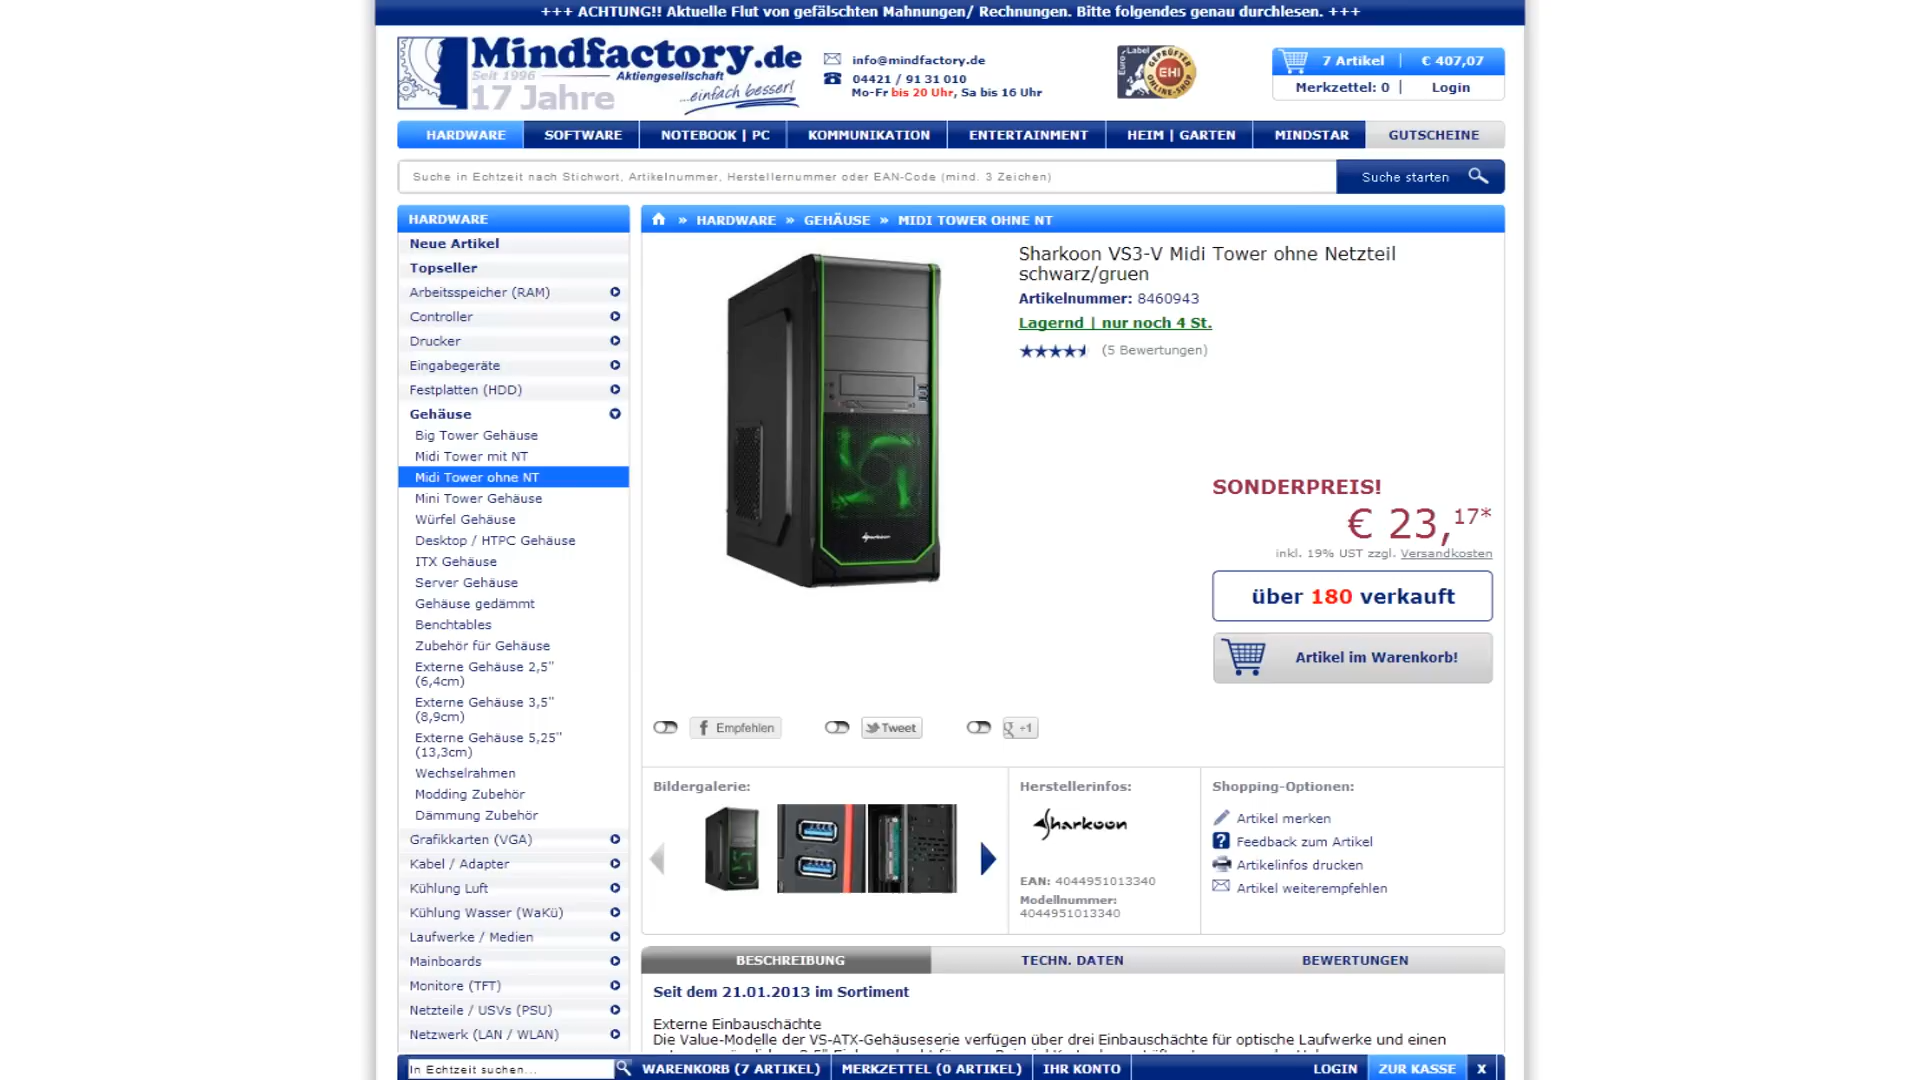 +++ ACHTUNG!! Aktuelle Flut von gefälschten Mahnungen/ Rechnungen. Bitte folgendes genau durchlesen. +++
Mindfactory.de
Seit 1996
Aktiengesellschaft
17 Jahre
...einfach besser!
info@mindfactory.de
04421 / 91 31 010
Mo-Fr bis 20 Uhr, Sa bis 16 Uhr
Euro-Label
GEPRÜFTER
EHI
ONLINE-SHOP
7 Artikel | € 407,07
Merkzettel: 0 | Login
HARDWARE
SOFTWARE
NOTEBOOK | PC
KOMMUNIKATION
ENTERTAINMENT
HEIM | GARTEN
MINDSTAR
GUTSCHEINE
Suche in Echtzeit nach Stichwort, Artikelnummer, Herstellernummer oder EAN-Code (mind. 3 Zeichen)
Suche starten
HARDWARE
Neue Artikel
Topseller
Arbeitsspeicher (RAM)
Controller
Drucker
Eingabegeräte
Festplatten (HDD)
Gehäuse
Big Tower Gehäuse
Midi Tower mit NT
Midi Tower ohne NT
Mini Tower Gehäuse
Würfel Gehäuse
Desktop / HTPC Gehäuse
ITX Gehäuse
Server Gehäuse
Gehäuse gedämmt
Benchtables
Zubehör für Gehäuse
Externe Gehäuse 2,5"
(6,4cm)
Externe Gehäuse 3,5"
(8,9cm)
Externe Gehäuse 5,25"
(13,3cm)
Wechselrahmen
Modding Zubehör
Dämmung Zubehör
Grafikkarten (VGA)
Kabel / Adapter
Kühlung Luft
Kühlung Wasser (WaKü)
Laufwerke / Medien
Mainboards
Monitore (TFT)
Netzteile / USVs (PSU)
Netzwerk (LAN / WLAN)
» HARDWARE » GEHÄUSE » MIDI TOWER OHNE NT
Sharkoon
Sharkoon VS3-V Midi Tower ohne Netzteil
schwarz/gruen
Artikelnummer: 8460943
Lagernd | nur noch 4 St.
(5 Bewertungen)
SONDERPREIS!
€ 23,17*
inkl. 19% UST zzgl. Versandkosten
über 180 verkauft
Artikel im Warenkorb!
Empfehlen
Tweet
+1
Bildergalerie:
Herstellerinfos:
Sharkoon
EAN: 4044951013340
Modellnummer:
4044951013340
Shopping-Optionen:
Artikel merken
Feedback zum Artikel
Artikelinfos drucken
Artikel weiterempfehlen
BESCHREIBUNG
TECHN. DATEN
BEWERTUNGEN
Seit dem 21.01.2013 im Sortiment
Externe Einbauschächte
Die Value-Modelle der VS-ATX-Gehäuseserie verfügen über drei Einbauschächte für optische Laufwerke und einen
In Echtzeit suchen...
WARENKORB (7 ARTIKEL)
MERKZETTEL (0 ARTIKEL)
IHR KONTO
LOGIN
ZUR KASSE
X